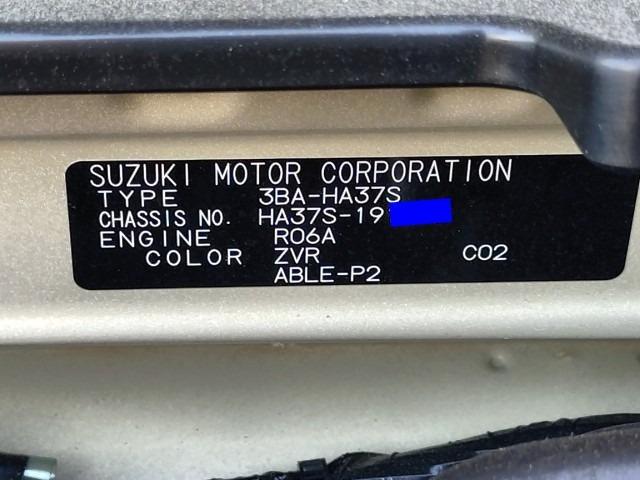 SUZUKI MOTOR CORPORATION
TYPE 3BA-HA37S
CHASSIS NO. HA37S-19
ENGINE R06A
COLOR ZVR C02
ABLE-P2